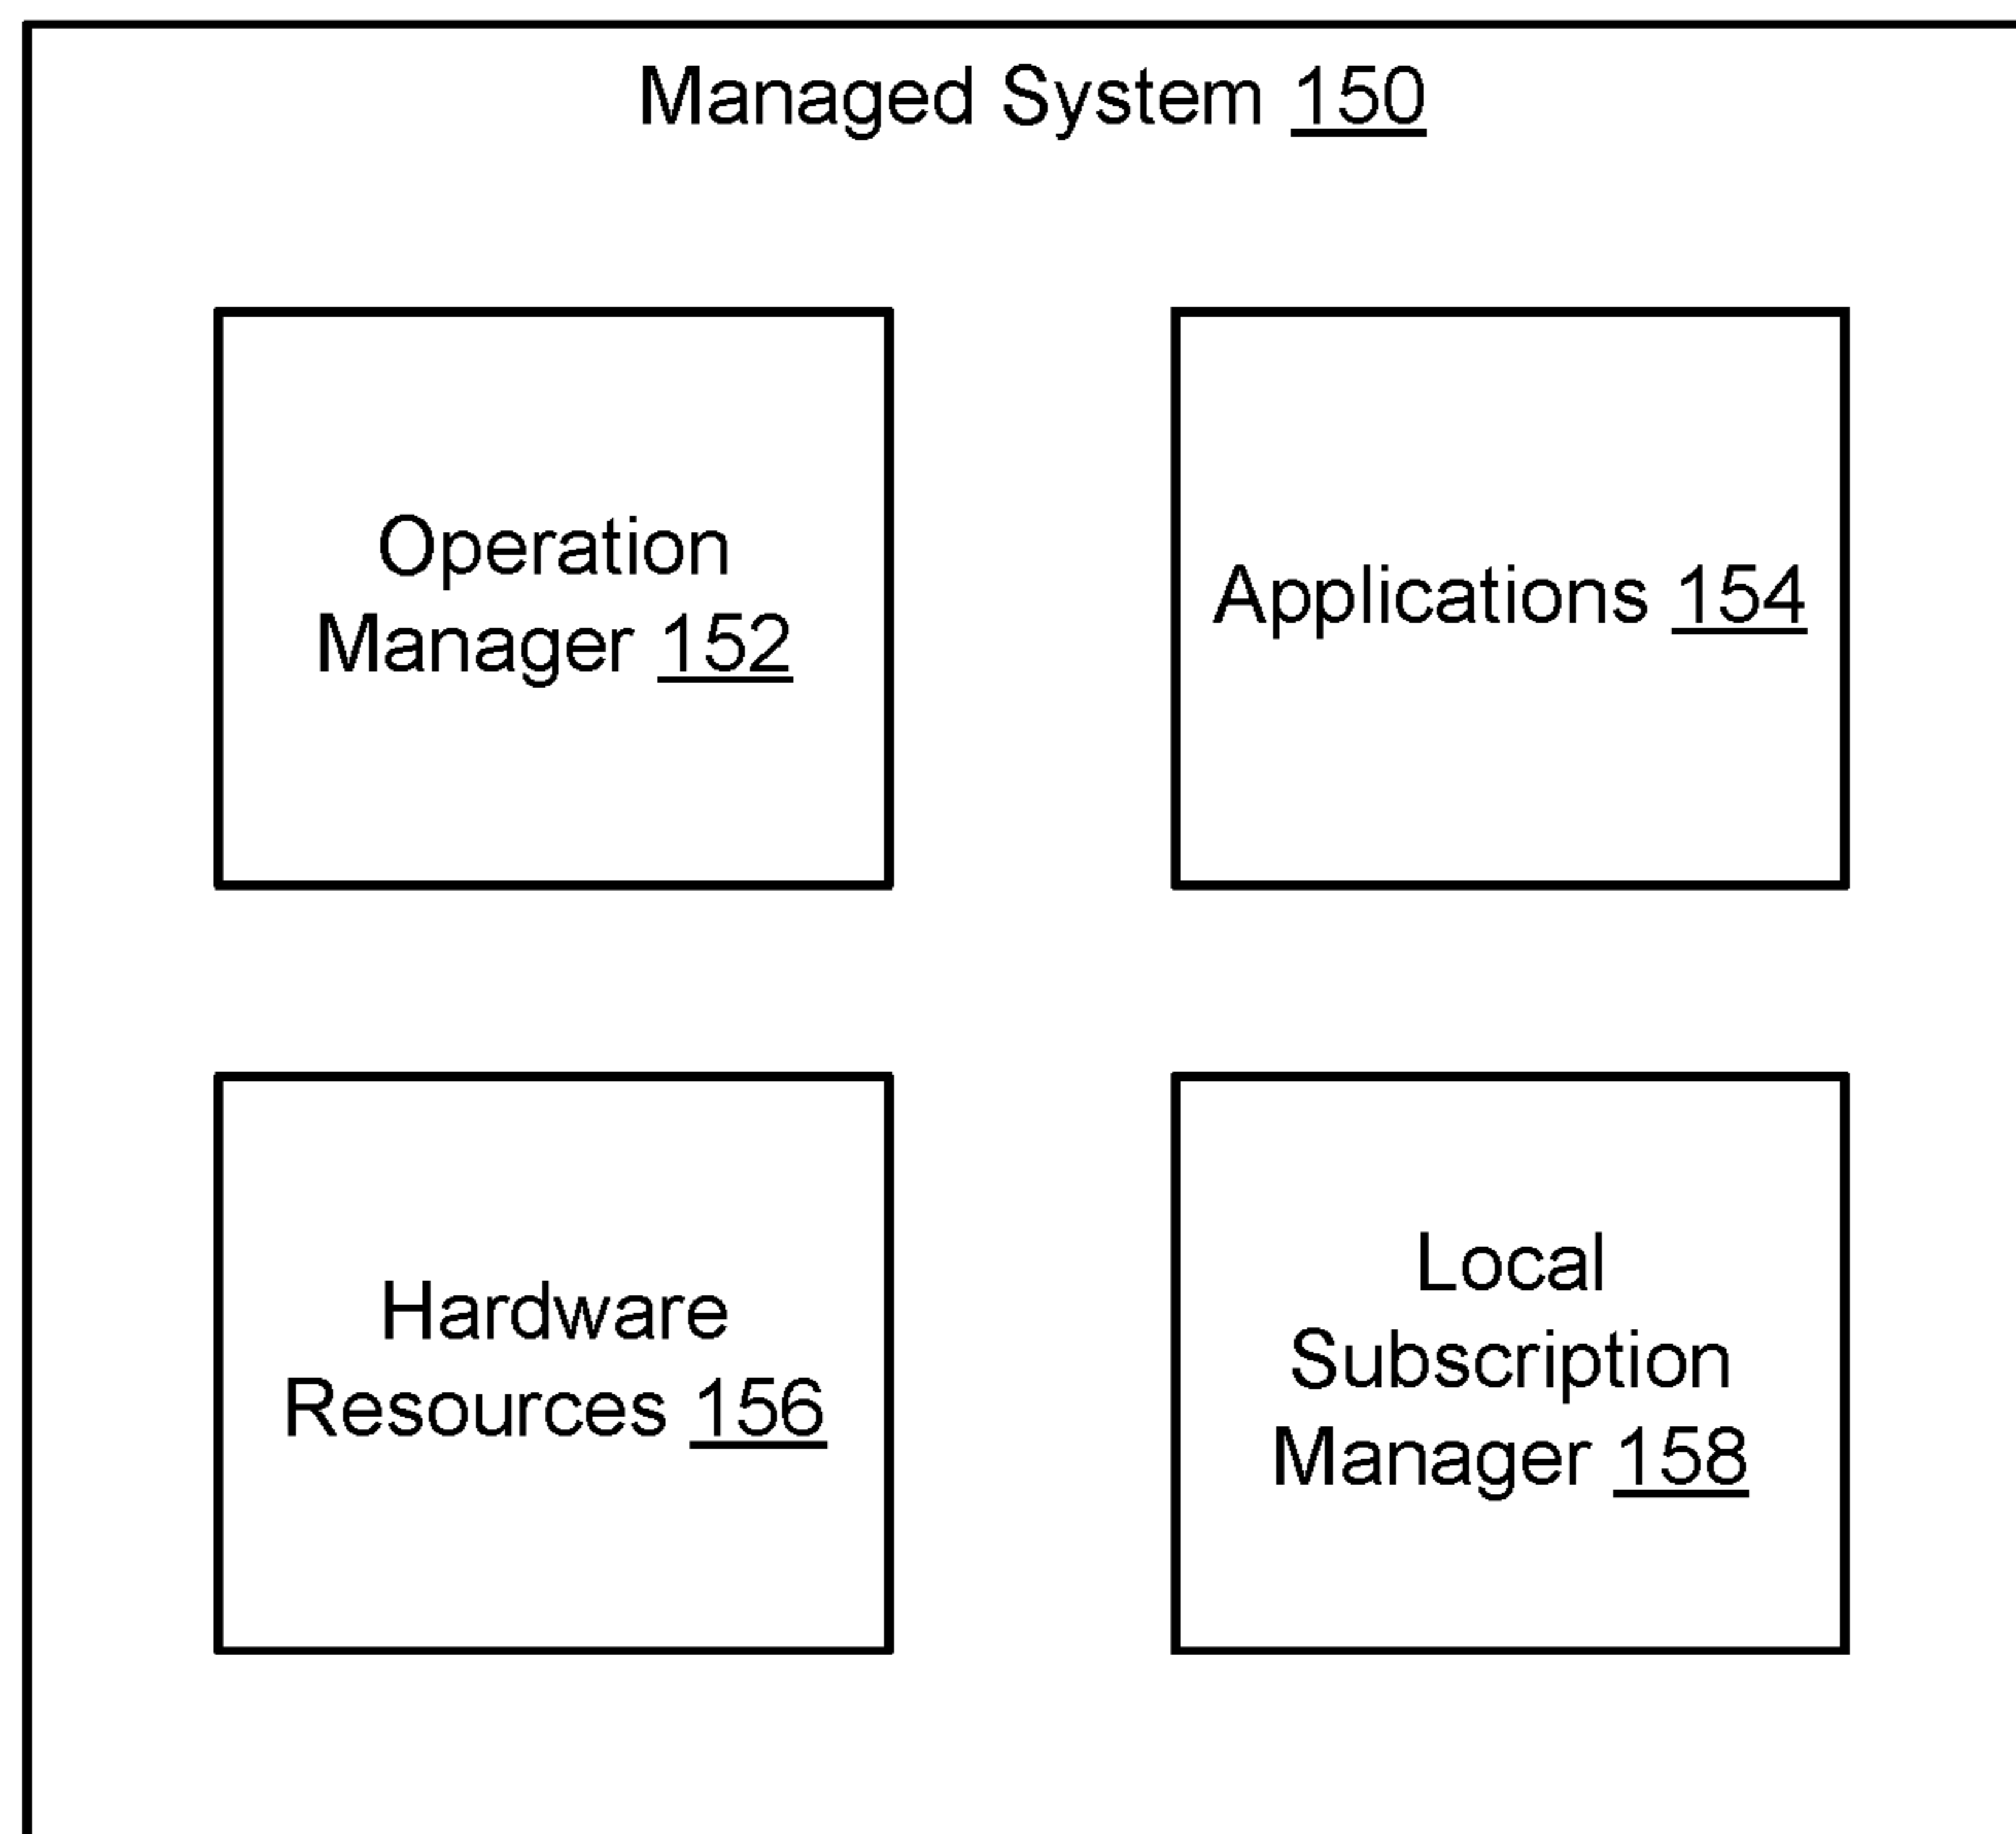 Managed System 150
Operation
Manager 152
Applications 154
Hardware
Resources 156
Local
Subscription
Manager 158